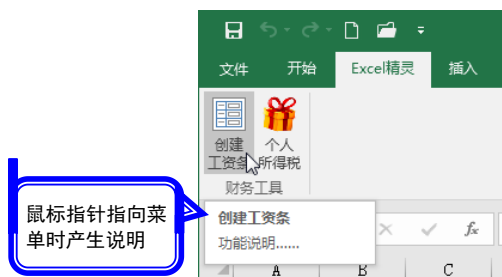 文件 开始 Excel精灵 插入
创建
工资条
个人
所得税
财务工具
鼠标指针指向菜
单时产生说明
创建工资条
功能说明......
fx
A B C